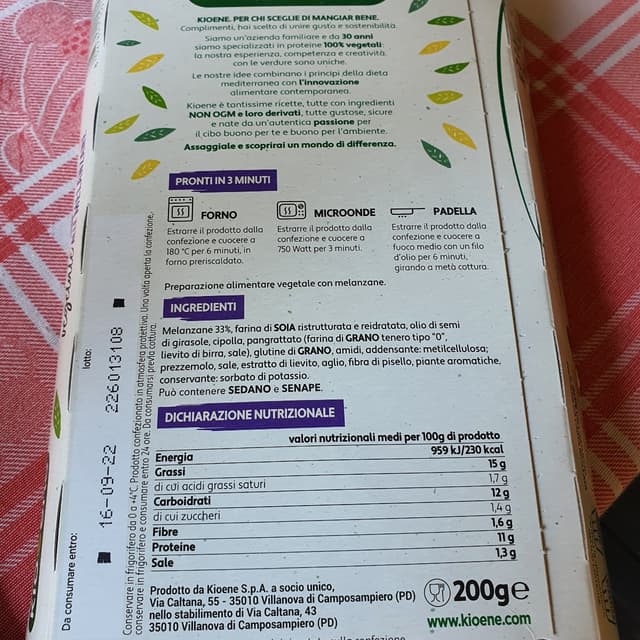 KIOENE. PER CHI SCEGLIE DI MANGIAR BENE.
Complimenti, hai scelto di unire gusto e sostenibilità.
Siamo un'azienda familiare e da 30 anni
siamo specializzati in proteine 100% vegetali:
la nostra esperienza, competenza e creatività
con le verdure sono uniche.
Le nostre idee combinano i principi della dieta
mediterranea con l'innovazione
alimentare contemporanea.
Kioene è tantissime ricette, tutte con ingredienti
NON OGM e loro derivati, tutte gustose, sicure
e nate da un'autentica passione per
il cibo buono per te e buono per l'ambiente.
Assaggiale e scoprirai un mondo di differenza.
PRONTI IN 3 MINUTI
FORNO
Estrarre il prodotto dalla
confezione e cuocere a
180 °C per 6 minuti, in
forno preriscaldato.
MICROONDE
Estrarre il prodotto dalla
confezione e cuocere a
750 Watt per 3 minuti.
PADELLA
Estrarre il prodotto dalla
confezione e cuocere a
fuoco medio con un filo
d'olio per 6 minuti,
girando a metà cottura.
Preparazione alimentare vegetale con melanzane.
INGREDIENTI
Melanzane 33%, farina di SOIA ristrutturata e reidratata, olio di semi
di girasole, cipolla, pangrattato (farina di GRANO tenero tipo "0",
lievito di birra, sale), glutine di GRANO, amidi, addensante: metilcellulosa;
prezzemolo, sale, estratto di lievito, aglio, fibra di pisello, piante aromatiche,
conservante: sorbato di potassio.
Può contenere SEDANO e SENAPE.
DICHIARAZIONE NUTRIZIONALE
valori nutrizionali medi per 100g di prodotto
Energia 959 kJ/230 kcal
Grassi 15 g
di cui acidi grassi saturi 1,7 g
Carboidrati 12 g
di cui zuccheri 1,4 g
Fibre 1,6 g
Proteine 11 g
Sale 1,3 g
Prodotto da Kioene S.p.A. a socio unico,
Via Caltana, 55 - 35010 Villanova di Camposampiero (PD)
nello stabilimento di Via Caltana, 43
35010 Villanova di Camposampiero (PD)
200g e
www.kioene.com
Conservare in frigorifero da 0 a +4°C. Prodotto confezionato in atmosfera protettiva. Una volta aperta la confezione,
conservare in frigorifero e consumare entro 24 ore. Da consumarsi previa cottura.
Da consumare entro: lotto:
16-09-22 226013108